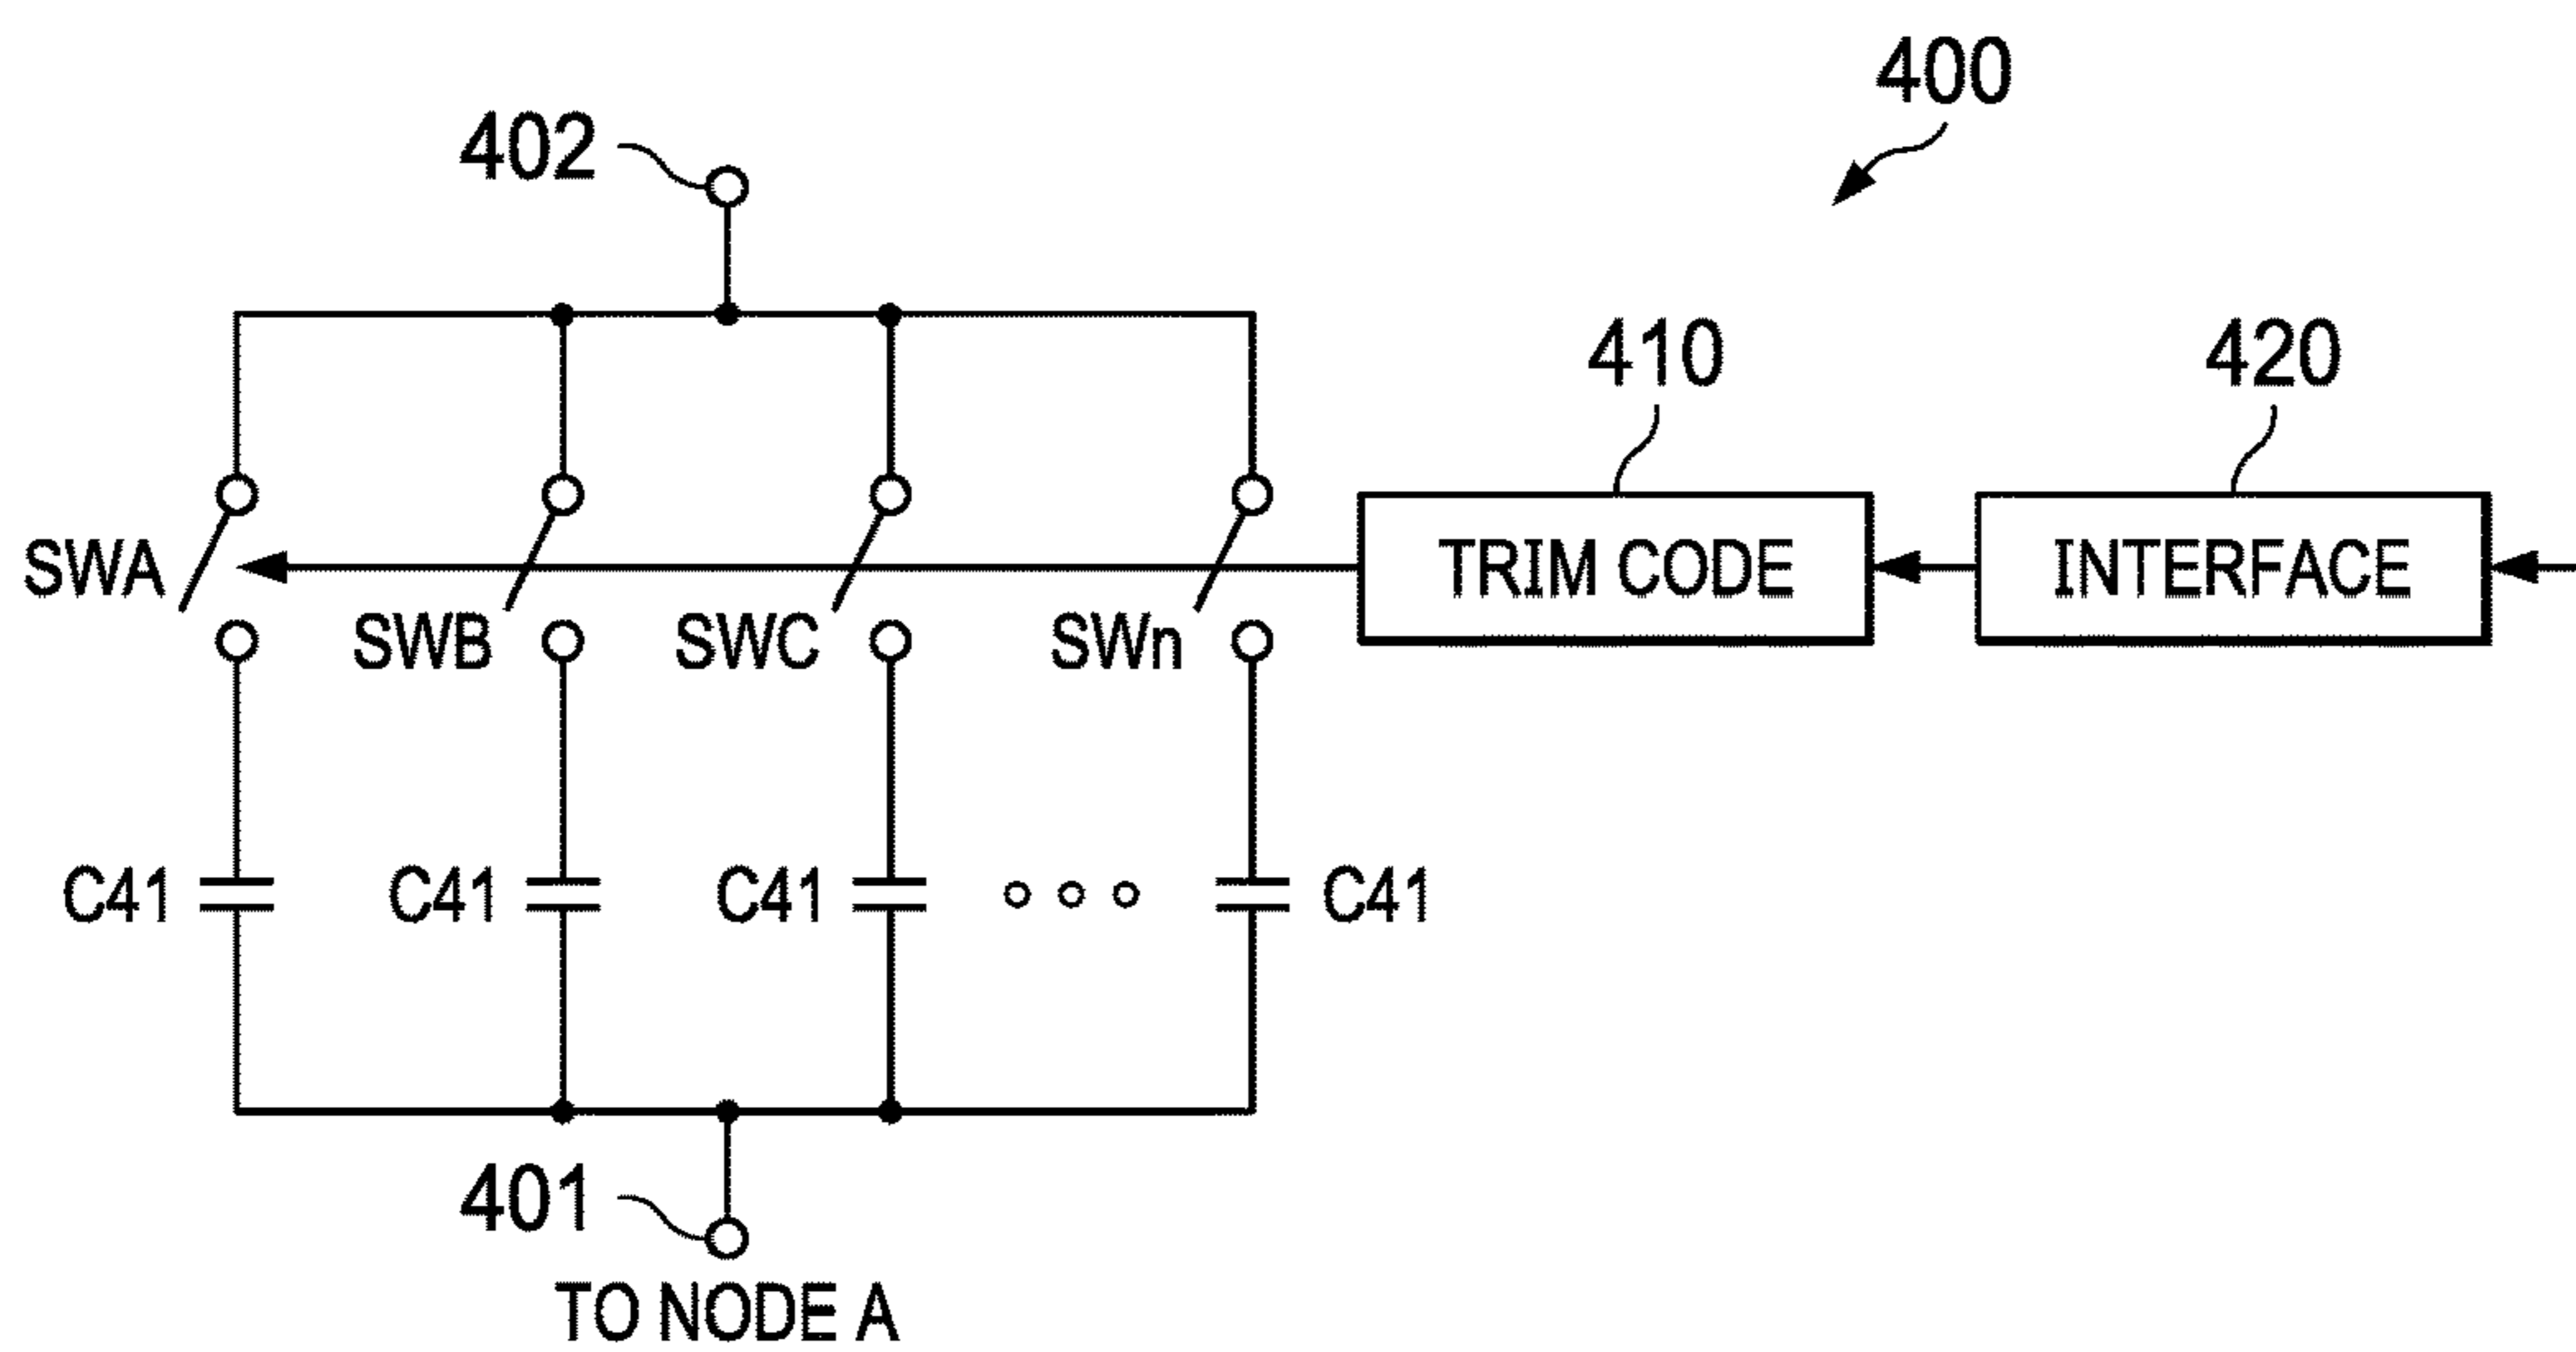 400
402
410
420
SWA
TRIM CODE
INTERFACE
SWB
SWC
SWn
C41
C41
C41
C41
401
TO NODE A